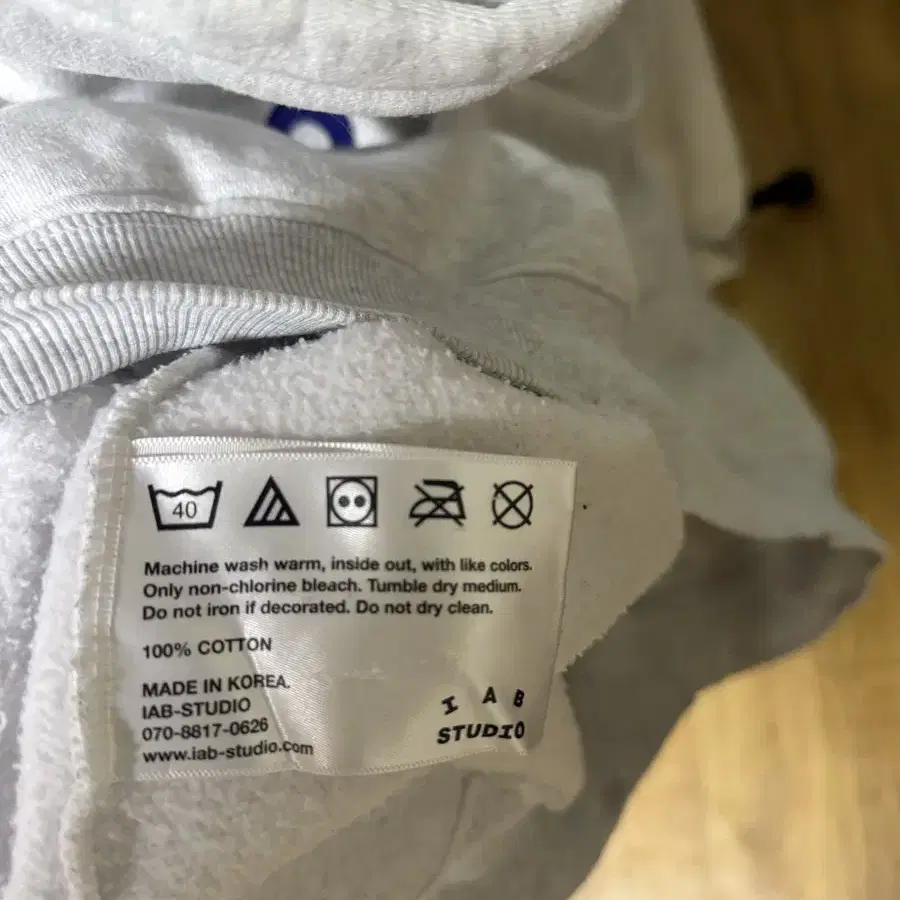 40
Machine wash warm, inside out, with like colors.
Only non-chlorine bleach. Tumble dry medium.
Do not iron if decorated. Do not dry clean.
100% COTTON
MADE IN KOREA.
IAB-STUDIO
070-8817-0626
www.iab-studio.com
I A B
STUDIO